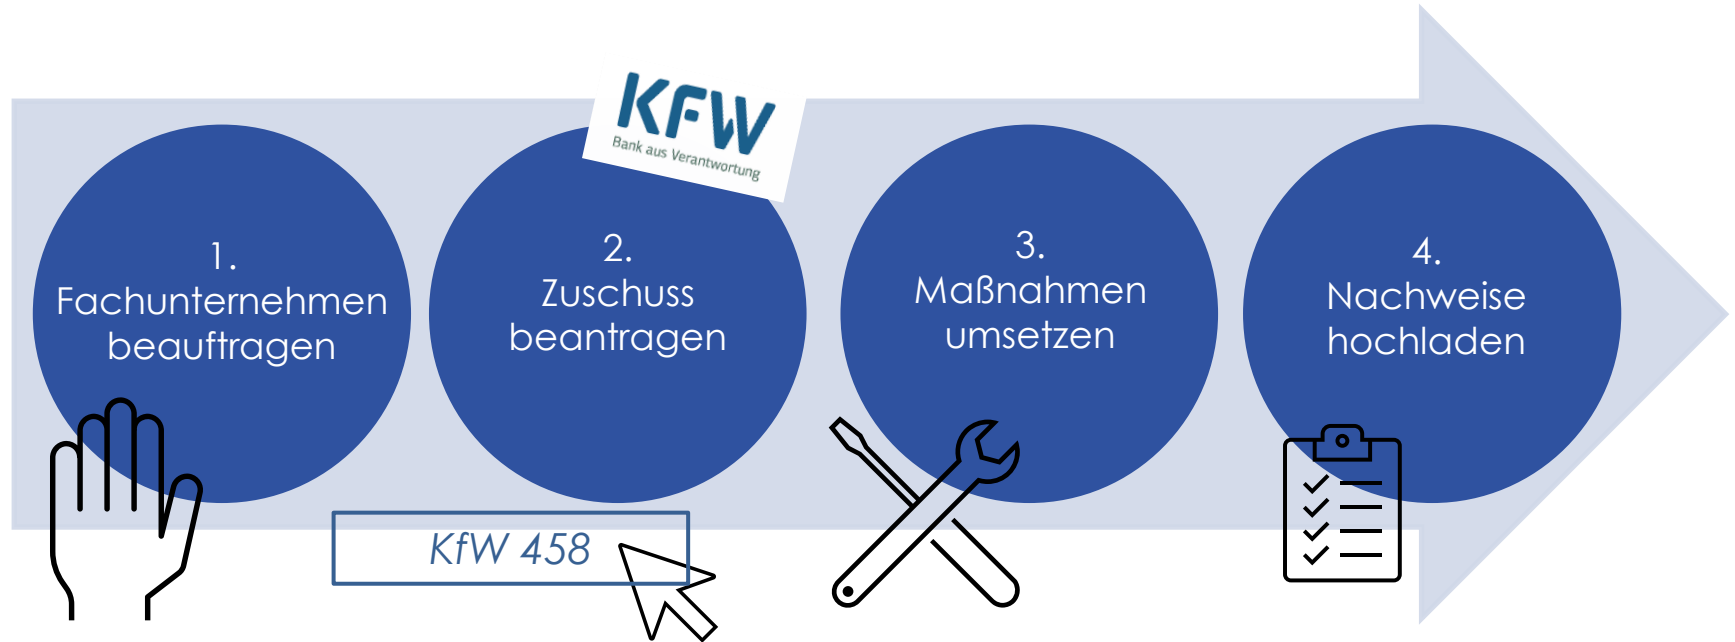 KFW
Bank aus Verantwortung
1.
Fachunternehmen
beauftragen
2.
Zuschuss
beantragen
3.
Maßnahmen
umsetzen
4.
Nachweise
hochladen
KfW 458